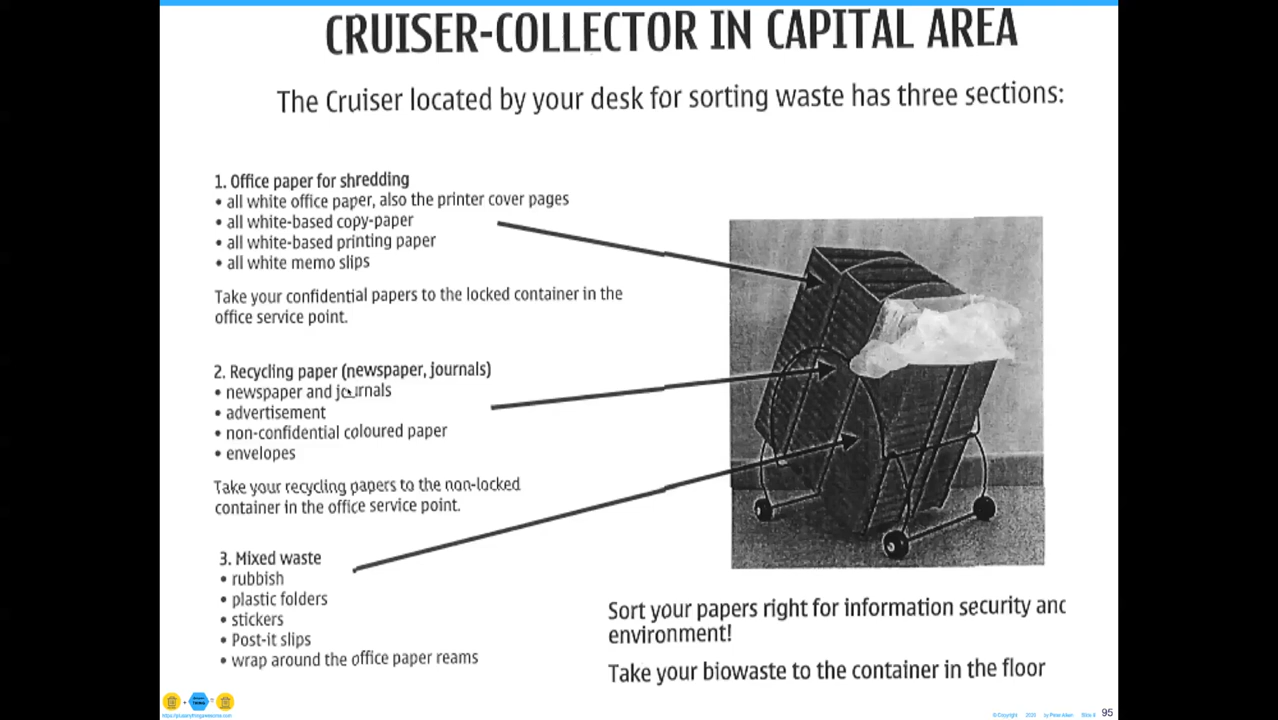 CRUISER-COLLECTOR IN CAPITAL AREA
The Cruiser located by your desk for sorting waste has three sections:
1. Office paper for shredding
• all white office paper, also the printer cover pages
• all white-based copy-paper
• all white-based printing paper
• all white memo slips
Take your confidential papers to the locked container in the
office service point.
2. Recycling paper (newspaper, journals)
• newspaper and journals
• advertisement
• non-confidential coloured paper
• envelopes
Take your recycling papers to the non-locked
container in the office service point.
3. Mixed waste
• rubbish
• plastic folders
• stickers
• Post-it slips
• wrap around the office paper reams
Sort your papers right for information security and
environment!
Take your biowaste to the container in the floor
© Copyright by Peter Aiken 95